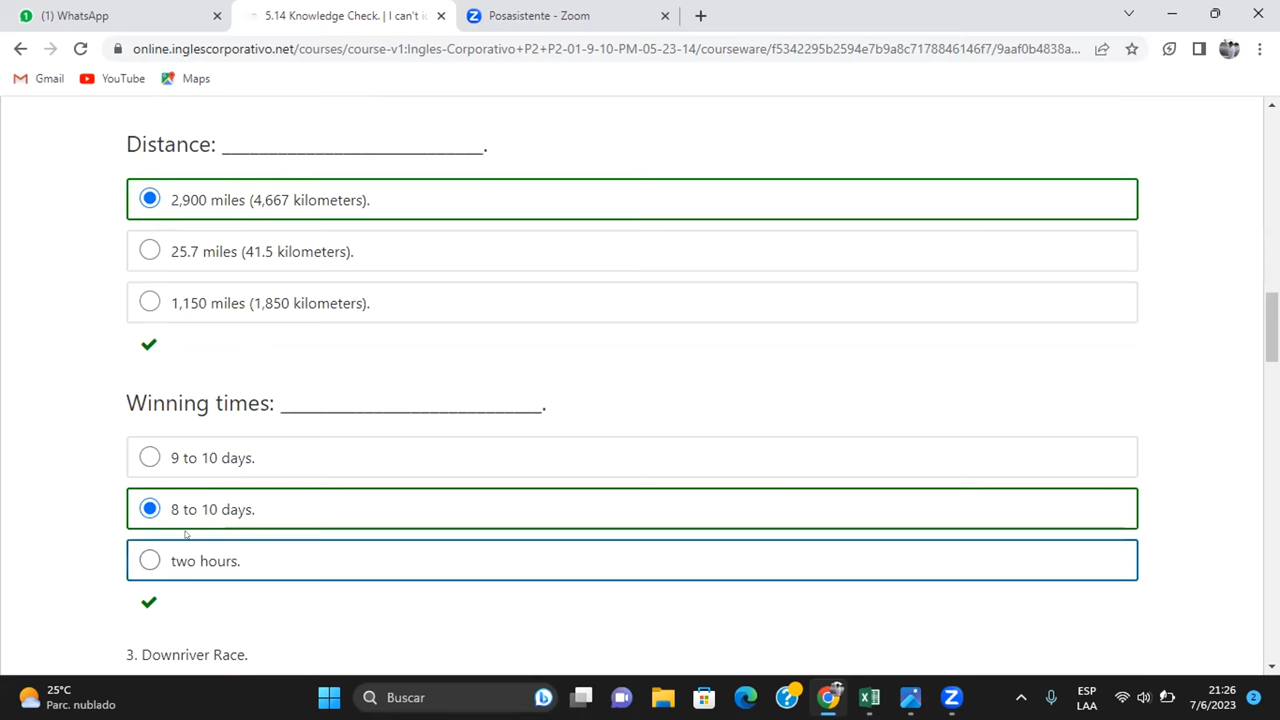 (1) WhatsApp
5.14 Knowledge Check. | I can't i
Posasistente - Zoom
online.inglescorporativo.net/courses/course-v1:Ingles-Corporativo+P2+P2-01-9-10-PM-05-23-14/courseware/f5342295b2594e7b9a8c7178846146f7/9aaf0b4838a...
Gmail
YouTube
Maps
Distance: ___________________________.
2,900 miles (4,667 kilometers).
25.7 miles (41.5 kilometers).
1,150 miles (1,850 kilometers).
Winning times: ___________________________.
9 to 10 days.
8 to 10 days.
two hours.
3. Downriver Race.
25°C
Parc. nublado
Buscar
ESP
LAA
21:26
7/6/2023
2